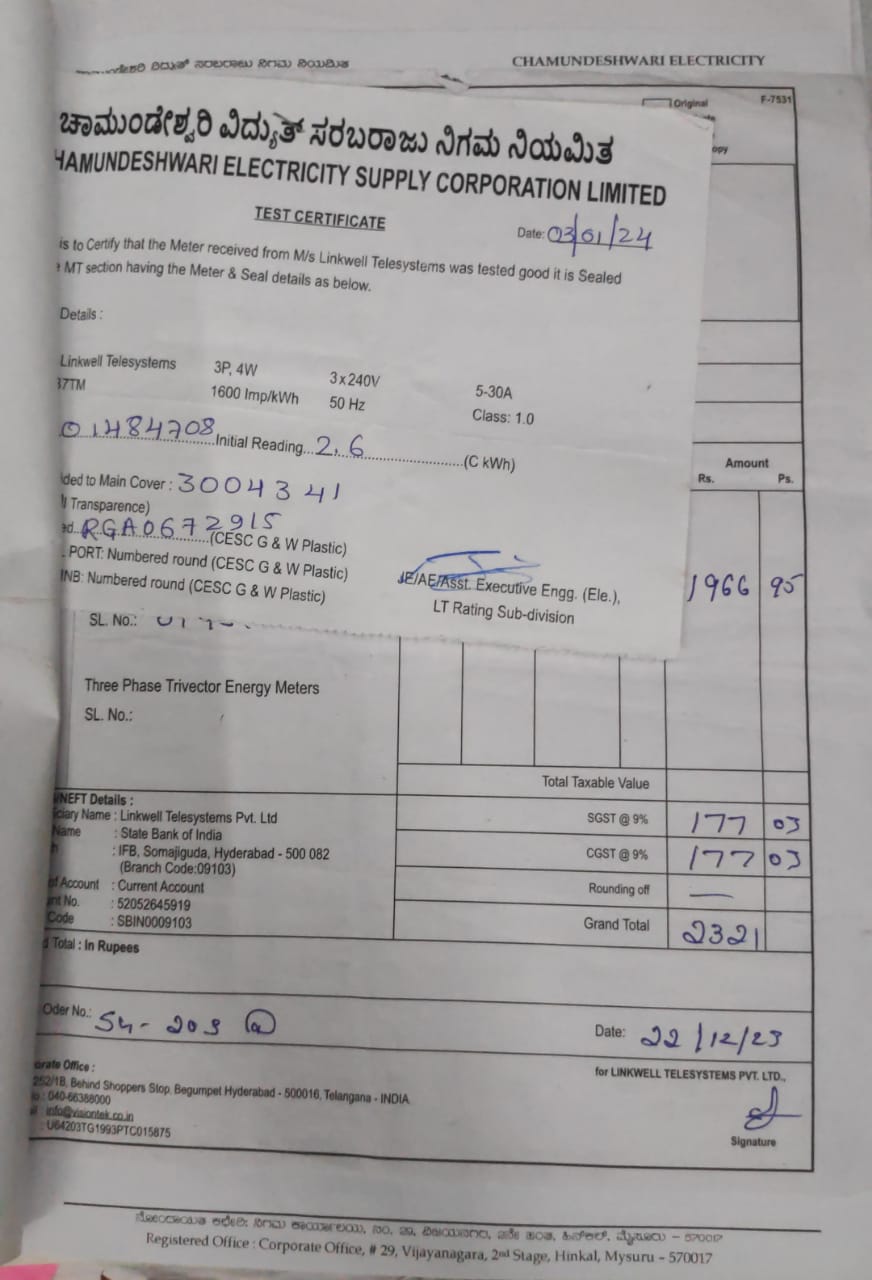 ವಿದ್ಯುತ್ ಸರಬರಾಜು ನಿಗಮ ನಿಯಮಿತ
CHAMUNDESHWARI ELECTRICITY
Original
F-7531
opy
ಚಾಮುಂಡೇಶ್ವರಿ ವಿದ್ಯುತ್ ಸರಬರಾಜು ನಿಗಮ ನಿಯಮಿತ
HAMUNDESHWARI ELECTRICITY SUPPLY CORPORATION LIMITED
TEST CERTIFICATE
Date: 03/01/24
is to Certify that the Meter received from M/s Linkwell Telesystems was tested good it is Sealed
MT section having the Meter & Seal details as below.
Details :
Linkwell Telesystems 3P, 4W 3x240V 5-30A
37TM 1600 Imp/kWh 50 Hz Class: 1.0
01484708 Initial Reading...2.6 (C kWh)
ded to Main Cover : 3004341
Transparence)
ed...RGA0672915 (CESC G & W Plastic)
PORT: Numbered round (CESC G & W Plastic)
NB: Numbered round (CESC G & W Plastic)
JE/AE/Asst. Executive Engg. (Ele.),
LT Rating Sub-division
Amount
Rs. Ps.
1966 95
SL. No.:
Three Phase Trivector Energy Meters
SL. No.:
Total Taxable Value
NEFT Details :
ciary Name : Linkwell Telesystems Pvt. Ltd
SGST @ 9% 177 03
Name : State Bank of India
: IFB, Somajiguda, Hyderabad - 500 082
CGST @ 9% 177 03
(Branch Code:09103)
of Account : Current Account
Rounding off —
nt No. : 52052645919
Code : SBIN0009103
Grand Total 2321
d Total : In Rupees
Oder No.:
Date: 22/12/23
orate Office :
for LINKWELL TELESYSTEMS PVT. LTD.,
252/1B, Behind Shoppers Stop, Begumpet Hyderabad - 500016, Telangana - INDIA
: 040-66388000
: info@visiontek.co.in
: U64203TG1993PTC015875
Signature
Registered Office : Corporate Office, # 29, Vijayanagara, 2nd Stage, Hinkal, Mysuru – 570017